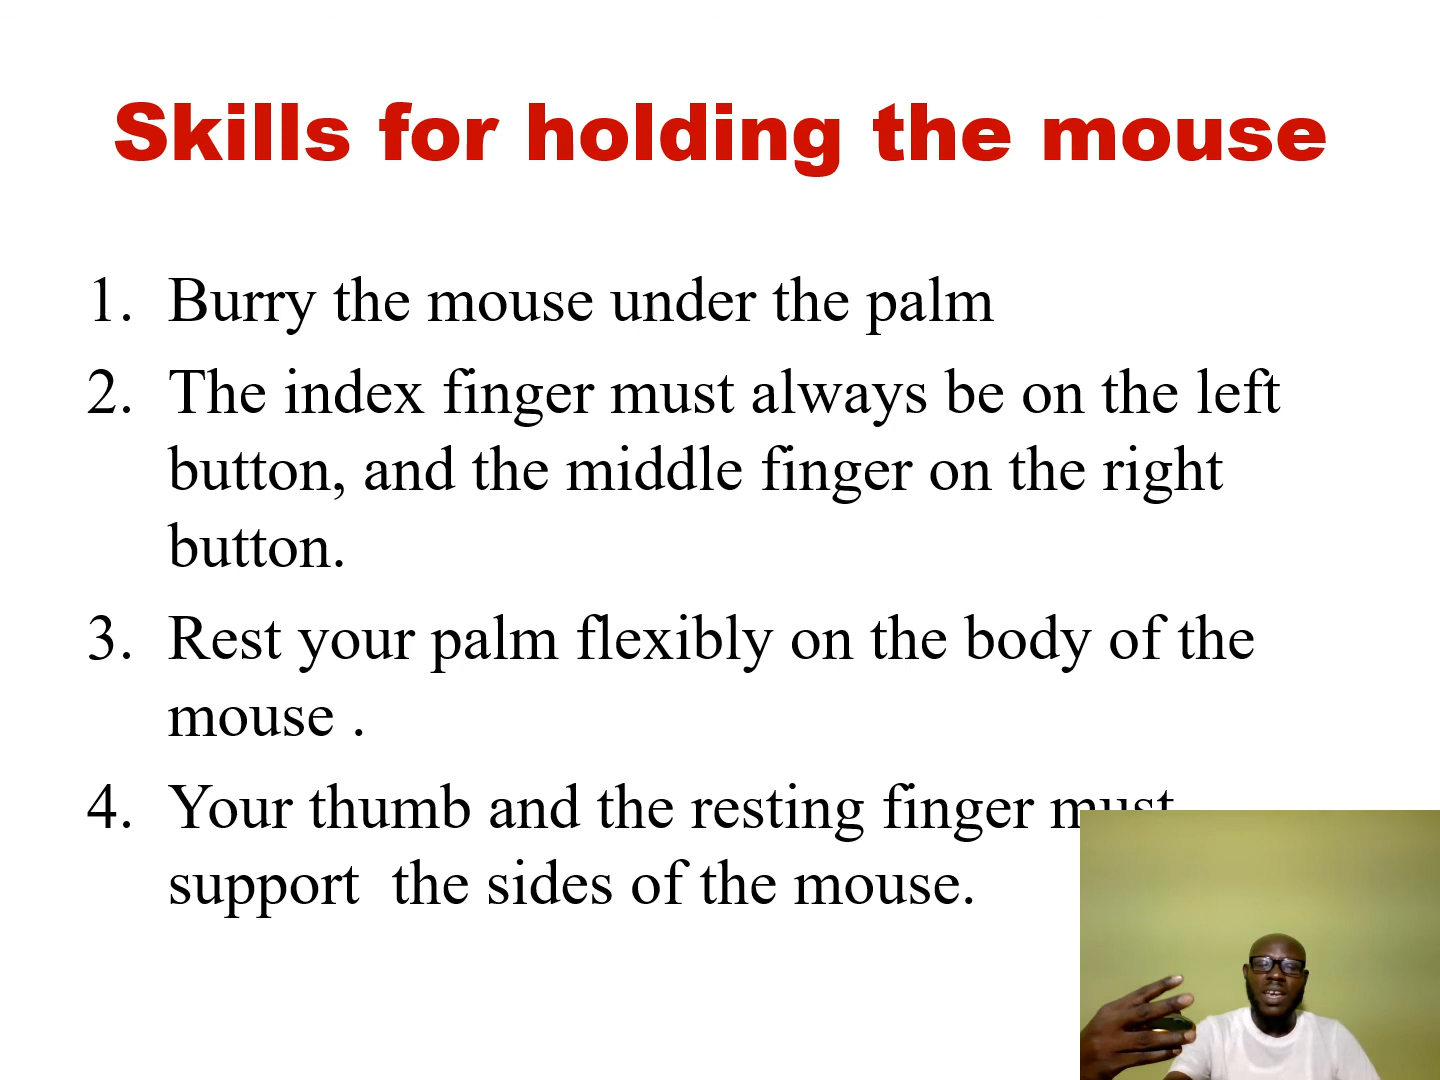 Skills for holding the mouse
1. Burry the mouse under the palm
2. The index finger must always be on the left
button, and the middle finger on the right
button.
3. Rest your palm flexibly on the body of the
mouse .
4. Your thumb and the resting finger must
support  the sides of the mouse.